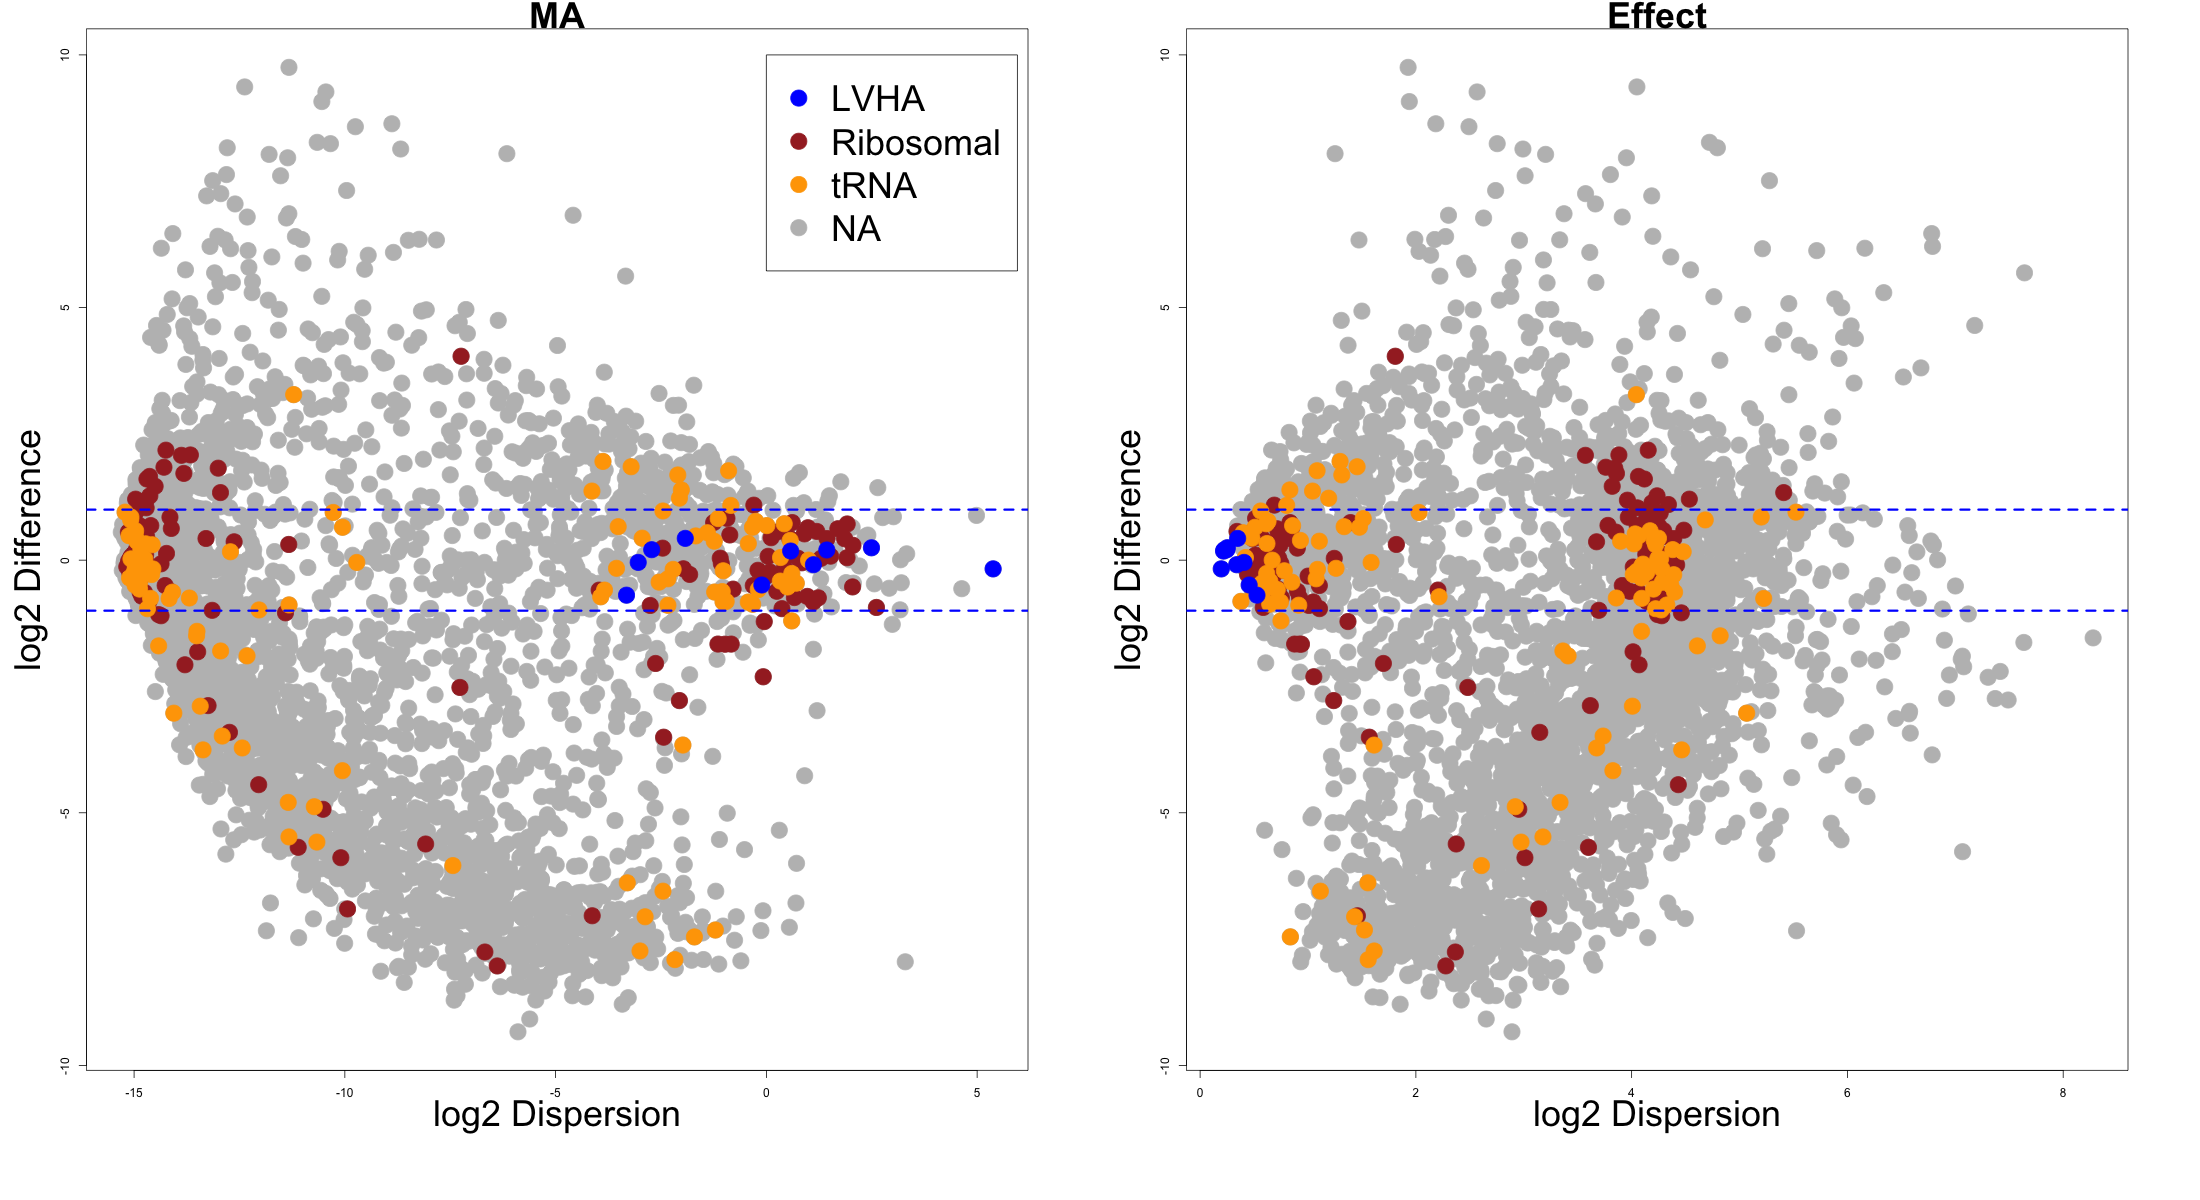 MA
Effect
LVHA
Ribosomal
tRNA
NA
10
5
0
-5
-10
log2 Difference
-15
-10
-5
0
5
log2 Dispersion
10
5
0
-5
-10
log2 Difference
0
2
4
6
8
log2 Dispersion